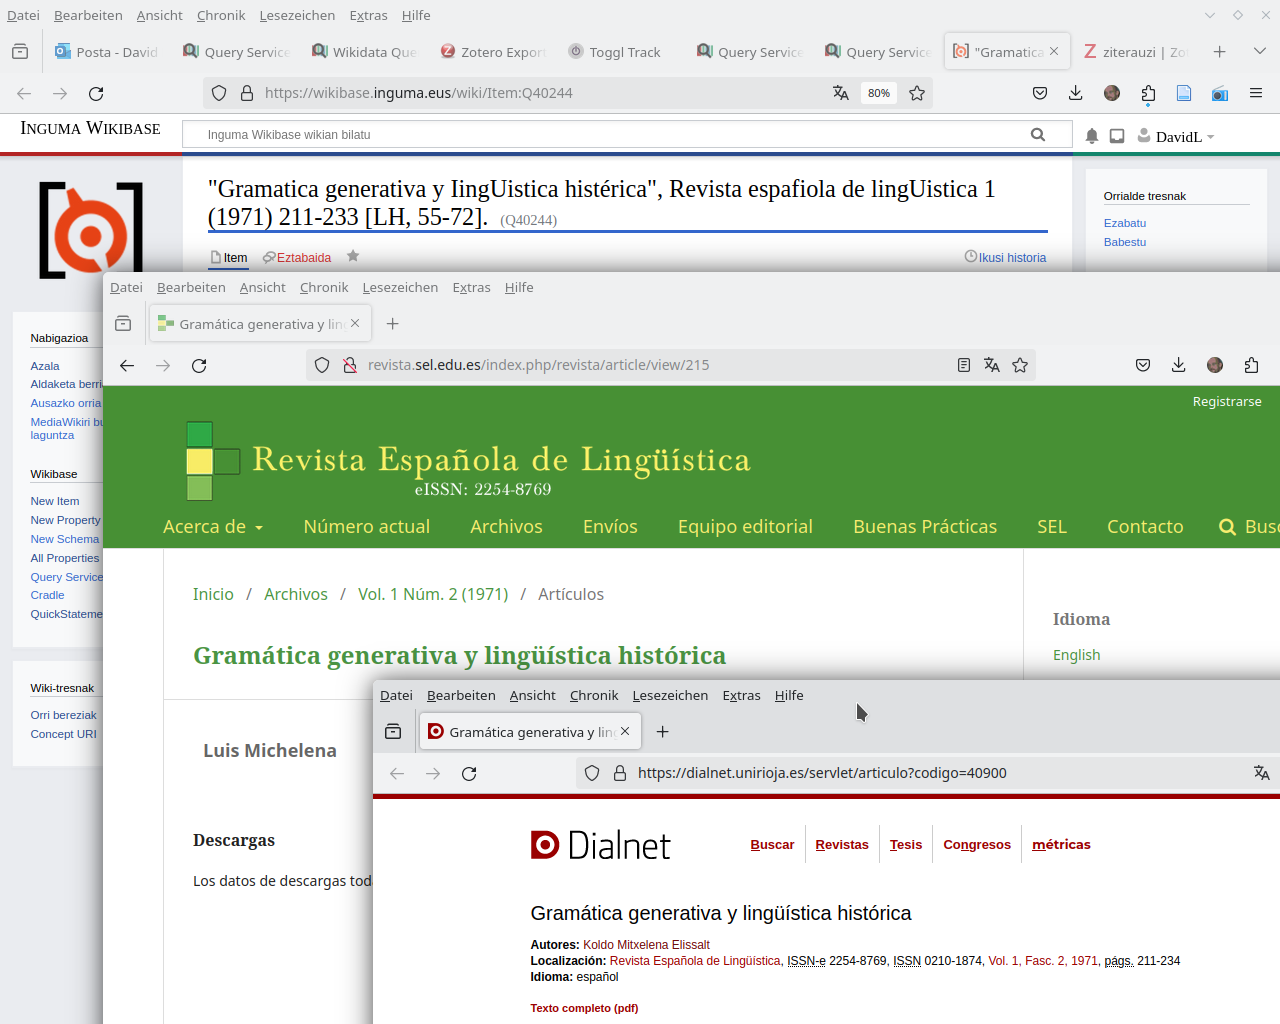 Datei Bearbeiten Ansicht Chronik Lesezeichen Extras Hilfe
Posta - David Query Service Wikidata Que Zotero Export Toggl Track Query Service Query Service "Gramatica ziterauzi | Zo
https://wikibase.inguma.eus/wiki/Item:Q40244 80%
INGUMA WIKIBASE Inguma Wikibase wikian bilatu DavidL
"Gramatica generativa y IingUistica histérica", Revista espafiola de lingUistica 1
(1971) 211-233 [LH, 55-72]. (Q40244)
Item Eztabaida Ikusi historia
Orrialde tresnak
Ezabatu
Babestu
Nabigazioa
Azala
Aldaketa berri
Ausazko orria
MediaWikiri bu
laguntza
Wikibase
New Item
New Property
New Schema
All Properties
Query Service
Cradle
QuickStateme
Wiki-tresnak
Orri bereziak
Concept URI
Datei Bearbeiten Ansicht Chronik Lesezeichen Extras Hilfe
Gramática generativa y ling
revista.sel.edu.es/index.php/revista/article/view/215
Registrarse
Revista Española de Lingüística
eISSN: 2254-8769
Acerca de Número actual Archivos Envíos Equipo editorial Buenas Prácticas SEL Contacto Busc
Inicio / Archivos / Vol. 1 Núm. 2 (1971) / Artículos
Gramática generativa y lingüística histórica
Idioma
English
Luis Michelena
Descargas
Los datos de descargas toda
Datei Bearbeiten Ansicht Chronik Lesezeichen Extras Hilfe
Gramática generativa y ling
https://dialnet.unirioja.es/servlet/articulo?codigo=40900
Dialnet Buscar Revistas Tesis Congresos métricas
Gramática generativa y lingüística histórica
Autores: Koldo Mitxelena Elissalt
Localización: Revista Española de Lingüística, ISSN-e 2254-8769, ISSN 0210-1874, Vol. 1, Fasc. 2, 1971, págs. 211-234
Idioma: español
Texto completo (pdf)